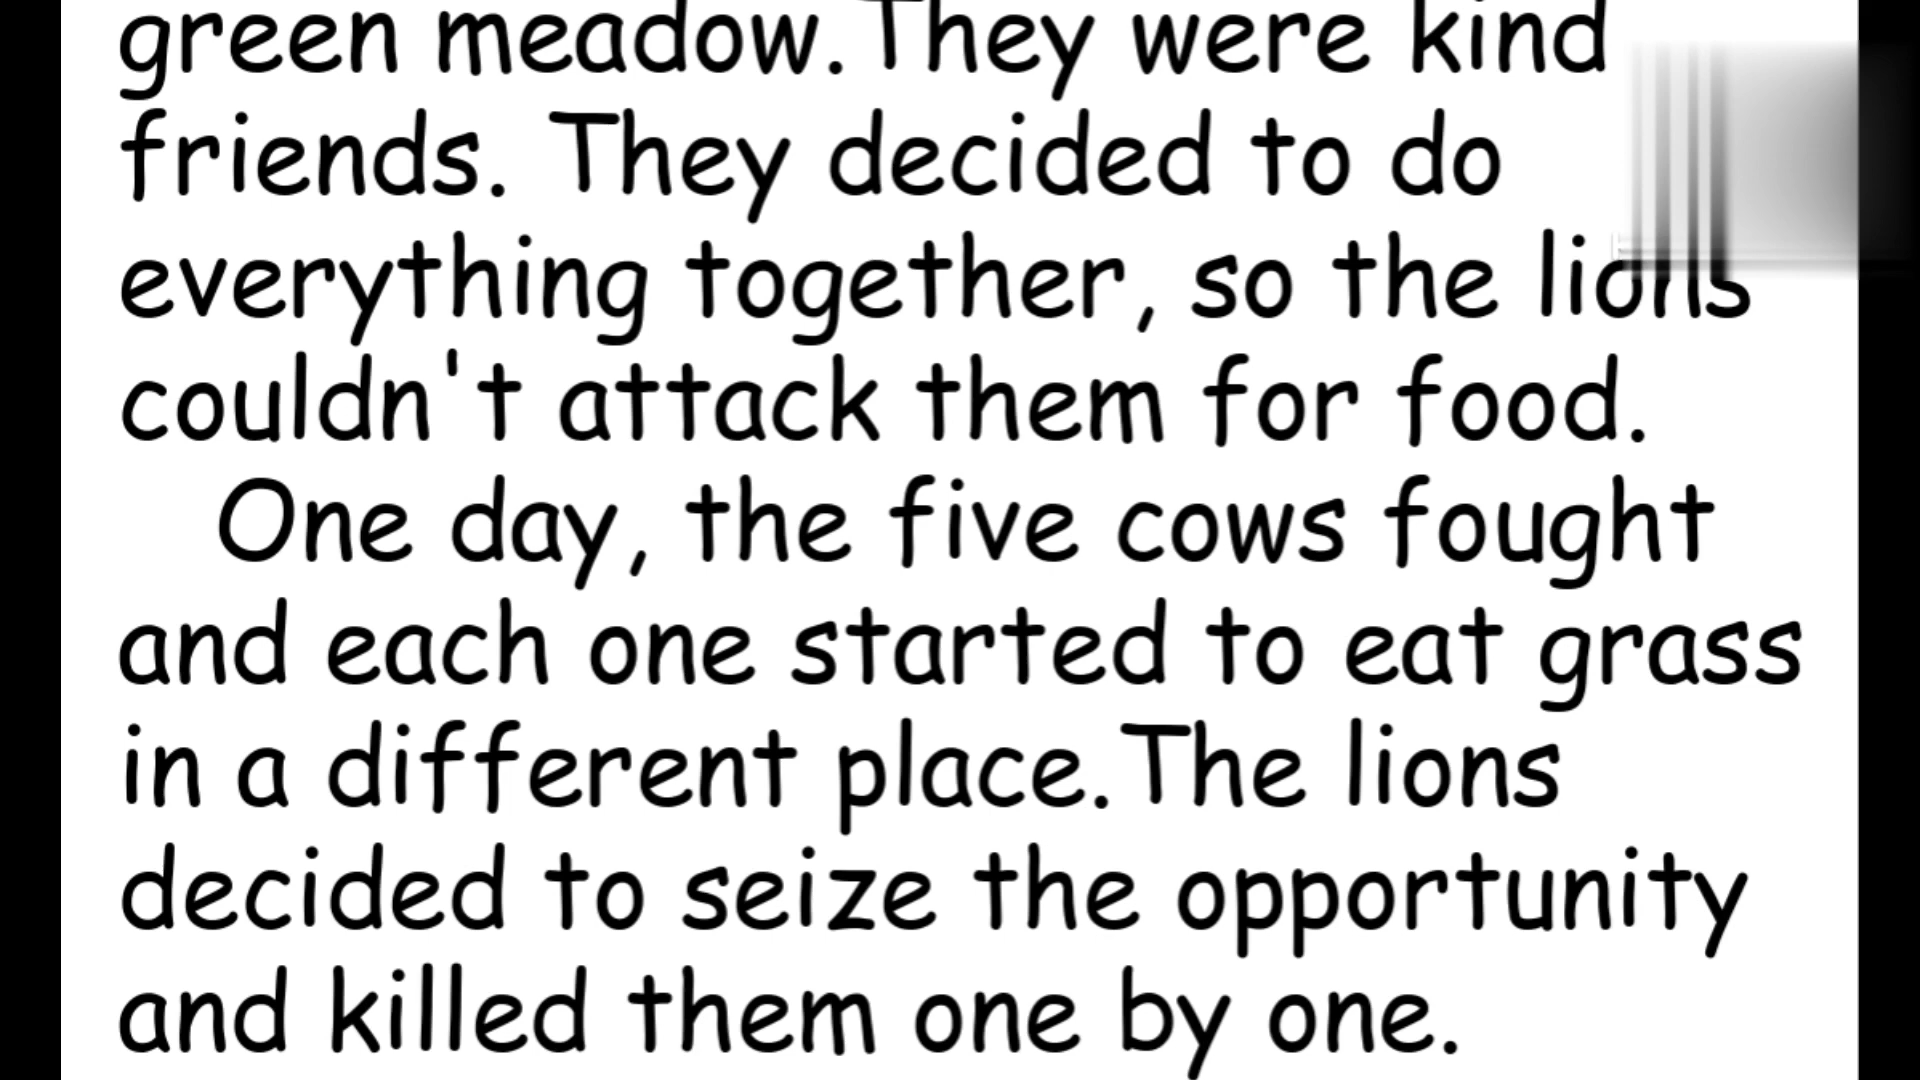 green meadow.They were kind
friends. They decided to do
everything together, so the lions
couldn't attack them for food.
One day, the five cows fought
and each one started to eat grass
in a different place.The lions
decided to seize the opportunity
and killed them one by one.